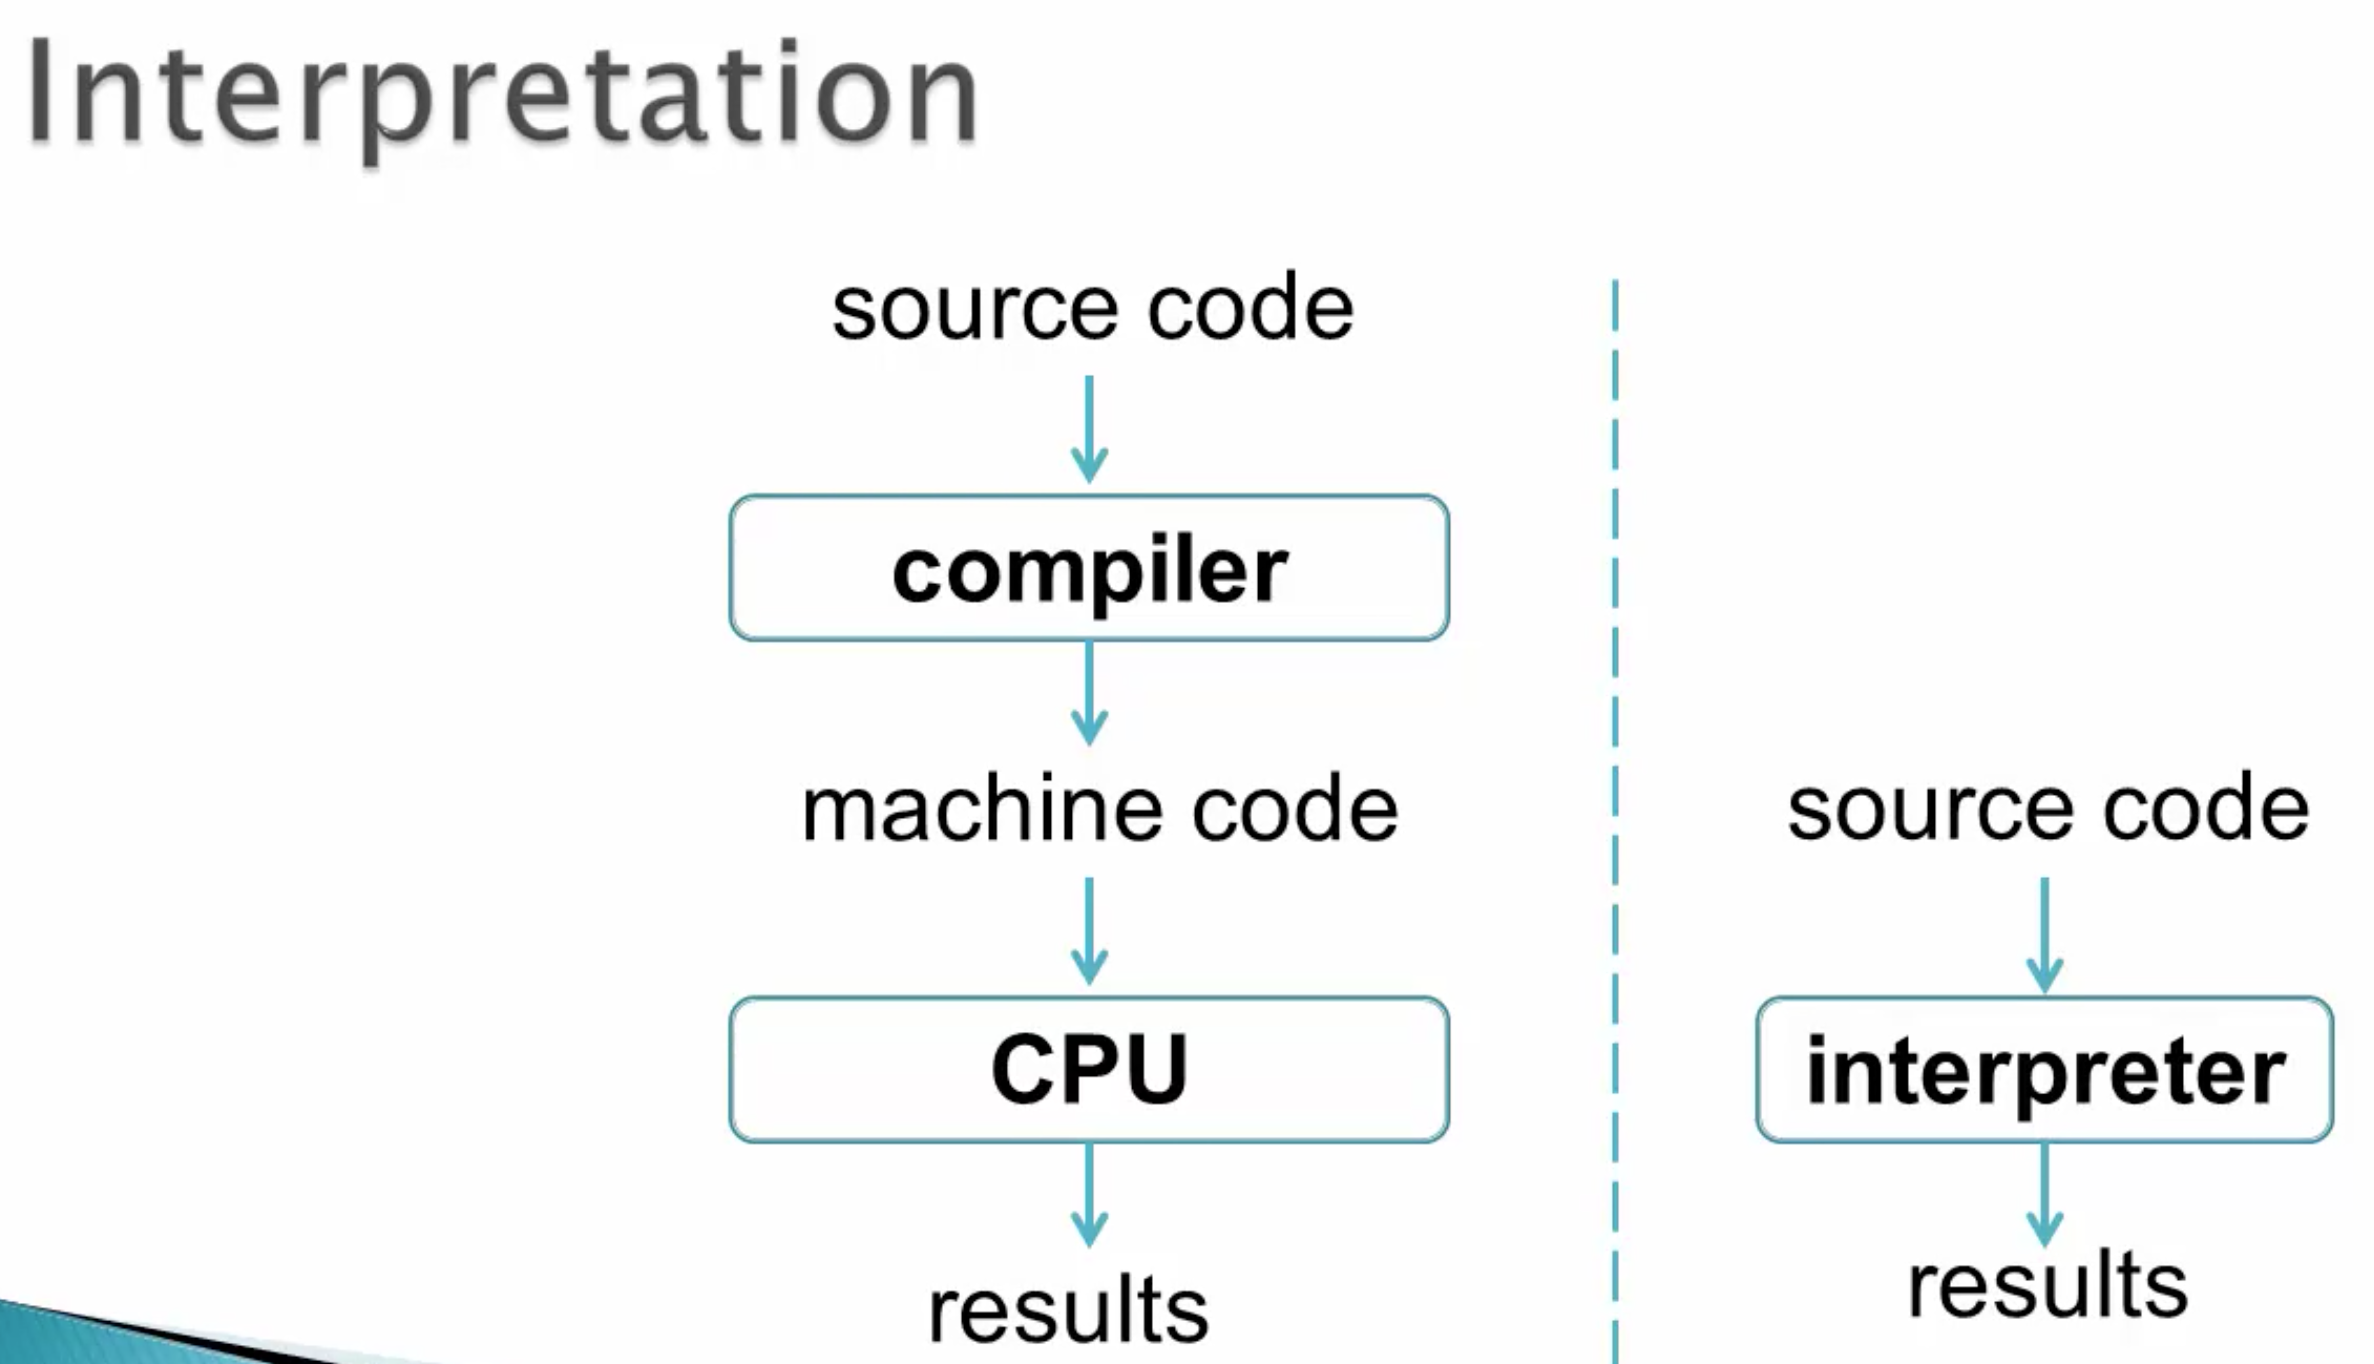 Interpretation
source code
compiler
machine code
CPU
results
source code
interpreter
results